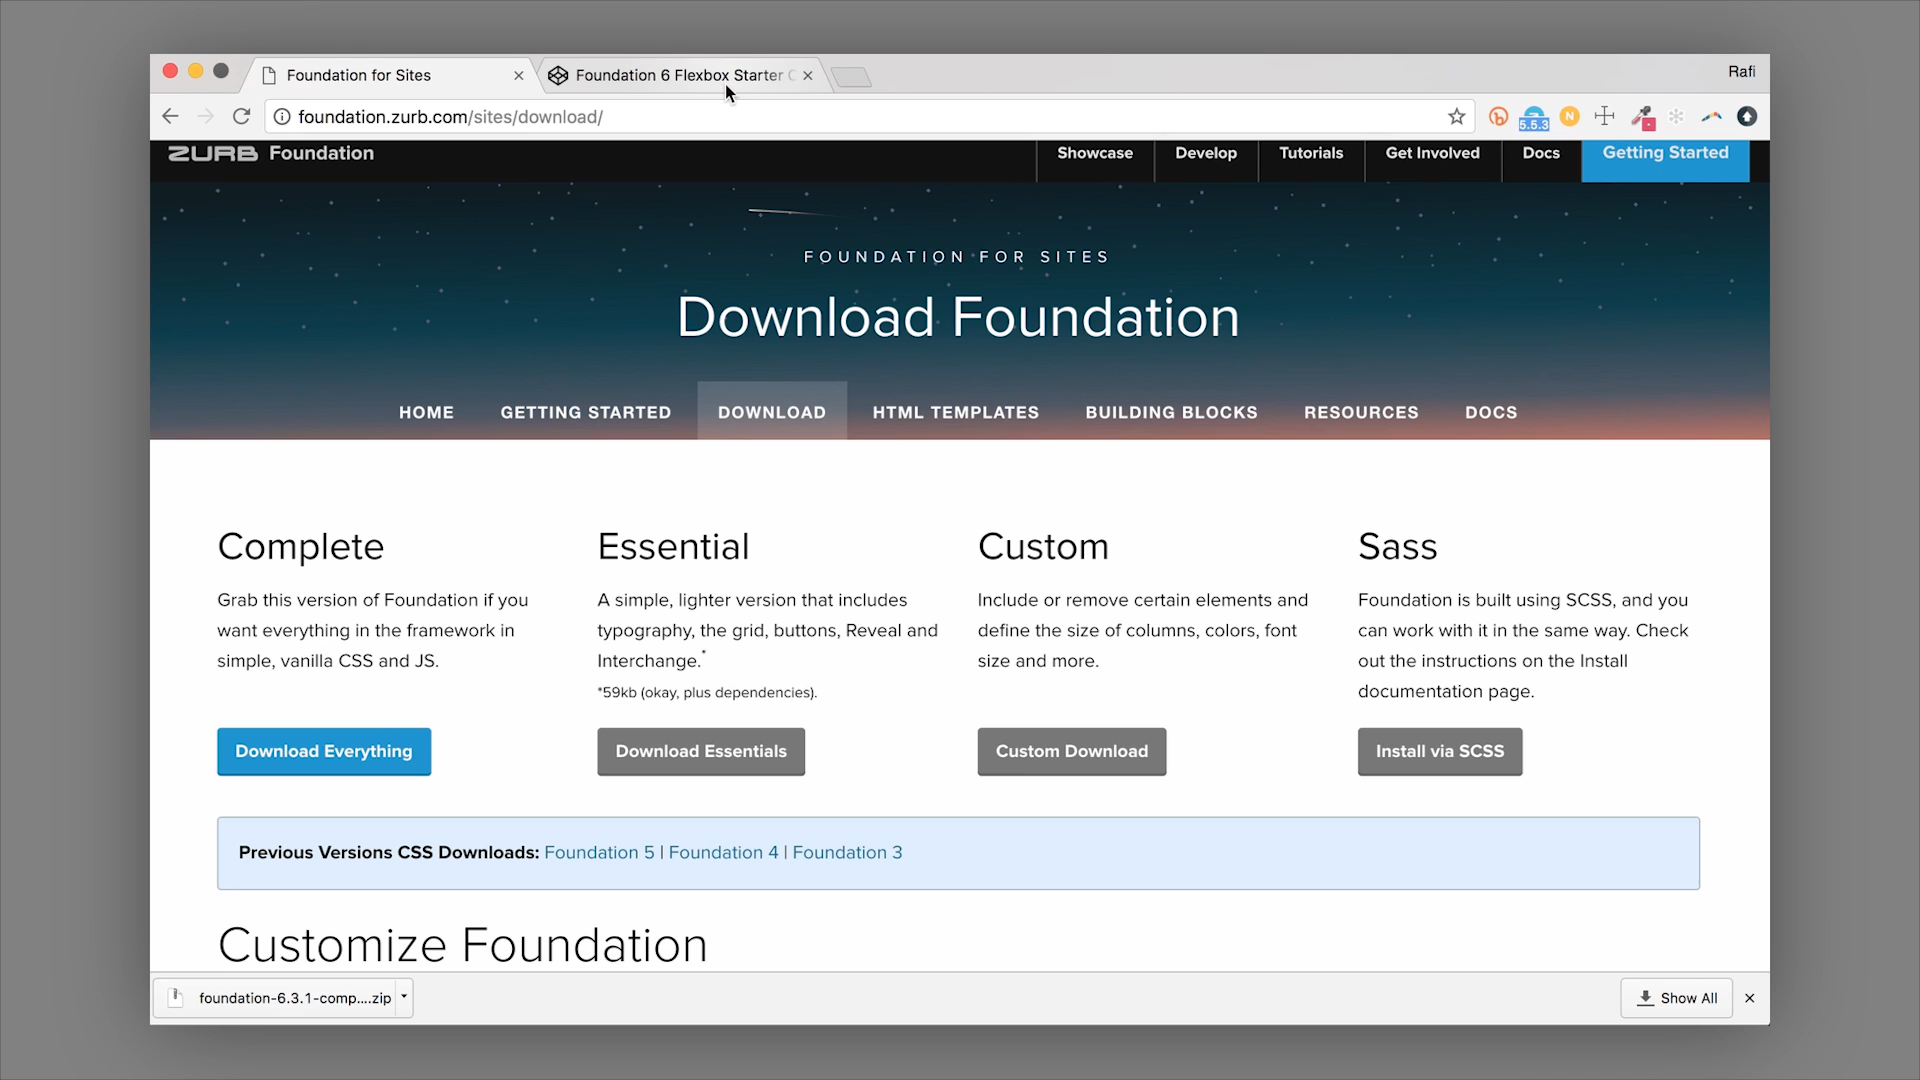 Foundation for Sites
Foundation 6 Flexbox Starter
Rafi
foundation.zurb.com/sites/download/
5.5.3
N
ZURB Foundation
Showcase
Develop
Tutorials
Get Involved
Docs
Getting Started
FOUNDATION FOR SITES
Download Foundation
HOME
GETTING STARTED
DOWNLOAD
HTML TEMPLATES
BUILDING BLOCKS
RESOURCES
DOCS
Complete
Grab this version of Foundation if you
want everything in the framework in
simple, vanilla CSS and JS.
Download Everything
Essential
A simple, lighter version that includes
typography, the grid, buttons, Reveal and
Interchange.*
*59kb (okay, plus dependencies).
Download Essentials
Custom
Include or remove certain elements and
define the size of columns, colors, font
size and more.
Custom Download
Sass
Foundation is built using SCSS, and you
can work with it in the same way. Check
out the instructions on the Install
documentation page.
Install via SCSS
Previous Versions CSS Downloads: Foundation 5 | Foundation 4 | Foundation 3
Customize Foundation
foundation-6.3.1-comp....zip
Show All